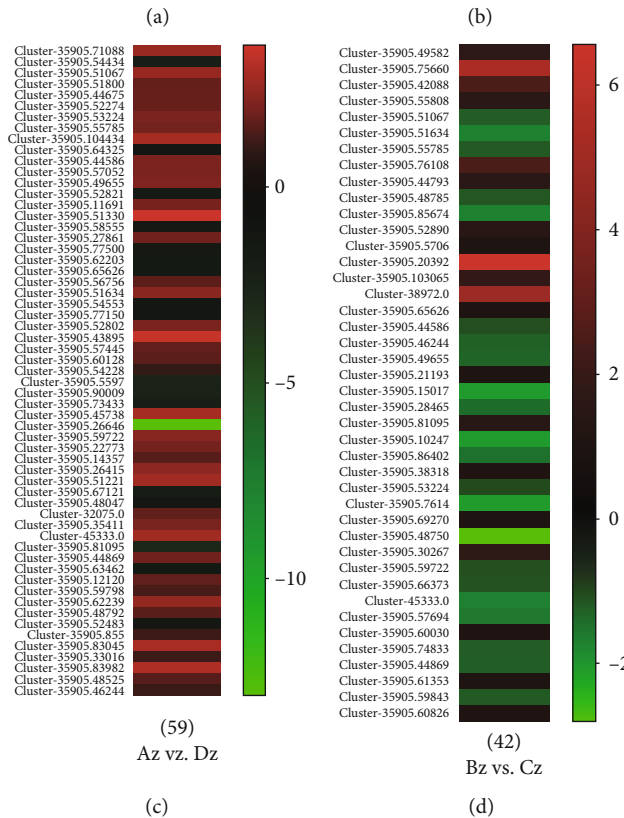 (a)
(b)
Cluster-35905.71088
Cluster-35905.54434
Cluster-35905.51067
Cluster-35905.51800
Cluster-35905.44675
Cluster-35905.52274
Cluster-35905.53224
Cluster-35905.55785
Cluster-35905.104434
Cluster-35905.64325
Cluster-35905.44586
Cluster-35905.57052
Cluster-35905.49655
Cluster-35905.52821
Cluster-35905.11691
Cluster-35905.51330
Cluster-35905.58555
Cluster-35905.27861
Cluster-35905.77500
Cluster-35905.62203
Cluster-35905.65626
Cluster-35905.56756
Cluster-35905.51634
Cluster-35905.54553
Cluster-35905.77150
Cluster-35905.52802
Cluster-35905.43895
Cluster-35905.57445
Cluster-35905.60128
Cluster-35905.54228
Cluster-35905.5597
Cluster-35905.90009
Cluster-35905.73433
Cluster-35905.45738
Cluster-35905.26646
Cluster-35905.59722
Cluster-35905.22773
Cluster-35905.14357
Cluster-35905.26415
Cluster-35905.51221
Cluster-35905.67121
Cluster-35905.48047
Cluster-32075.0
Cluster-35905.35411
Cluster-45333.0
Cluster-35905.81095
Cluster-35905.44869
Cluster-35905.63462
Cluster-35905.12120
Cluster-35905.59798
Cluster-35905.62239
Cluster-35905.48792
Cluster-35905.52483
Cluster-35905.855
Cluster-35905.83045
Cluster-35905.33016
Cluster-35905.83982
Cluster-35905.48525
Cluster-35905.46244
0
−5
−10
(59)
Az vz. Dz
(c)
Cluster-35905.49582
Cluster-35905.75660
Cluster-35905.42088
Cluster-35905.55808
Cluster-35905.51067
Cluster-35905.51634
Cluster-35905.55785
Cluster-35905.76108
Cluster-35905.44793
Cluster-35905.48785
Cluster-35905.85674
Cluster-35905.52890
Cluster-35905.5706
Cluster-35905.20392
Cluster-35905.103065
Cluster-38972.0
Cluster-35905.65626
Cluster-35905.44586
Cluster-35905.46244
Cluster-35905.49655
Cluster-35905.21193
Cluster-35905.15017
Cluster-35905.28465
Cluster-35905.81095
Cluster-35905.10247
Cluster-35905.86402
Cluster-35905.38318
Cluster-35905.53224
Cluster-35905.7614
Cluster-35905.69270
Cluster-35905.48750
Cluster-35905.30267
Cluster-35905.59722
Cluster-35905.66373
Cluster-45333.0
Cluster-35905.57694
Cluster-35905.60030
Cluster-35905.74833
Cluster-35905.44869
Cluster-35905.61353
Cluster-35905.59843
Cluster-35905.60826
6
4
2
0
−2
(42)
Bz vs. Cz
(d)